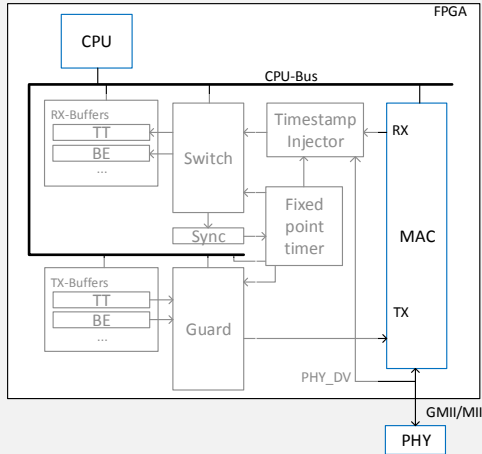 FPGA
CPU
CPU-Bus
RX-Buffers
TT
BE
...
Switch
Timestamp
Injector
RX
Fixed
point
timer
Sync
MAC
TX-Buffers
TT
BE
...
Guard
TX
PHY_DV
GMII/MII
PHY